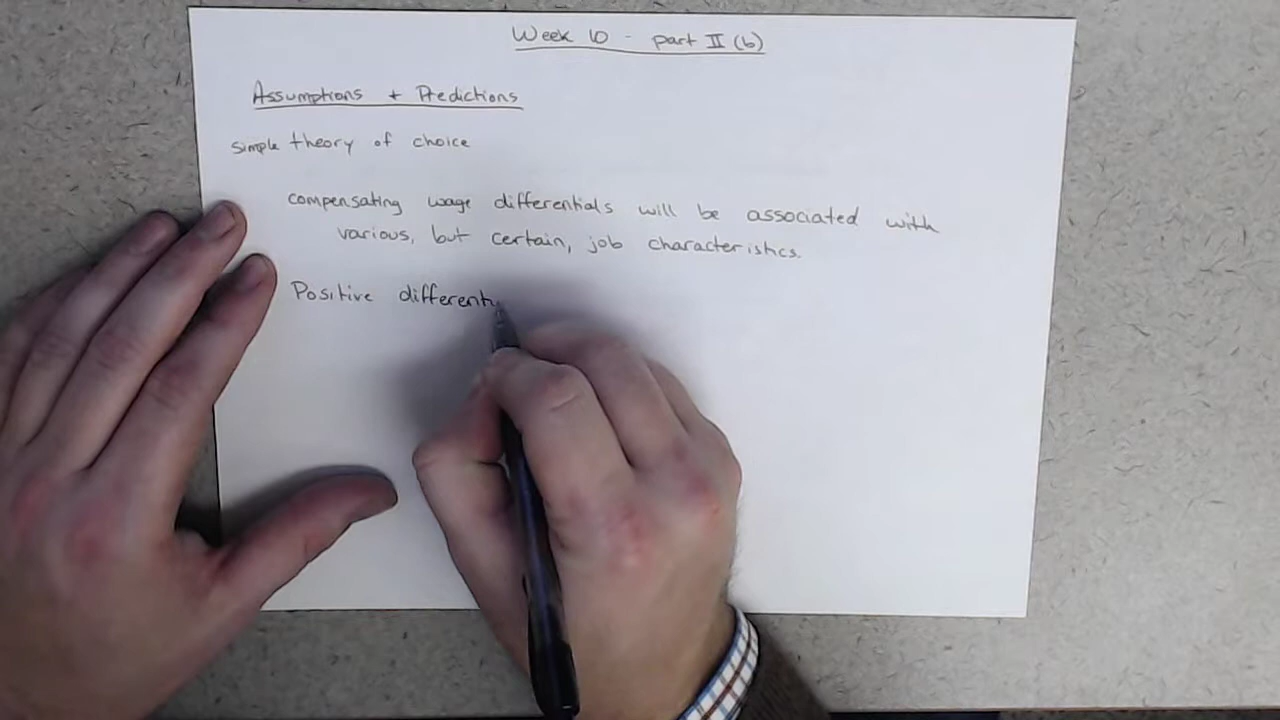 Week 10 - part II (b)
Assumptions + Predictions
simple theory of choice
compensating wage differentials will be associated with
various, but certain, job characteristics.
Positive different